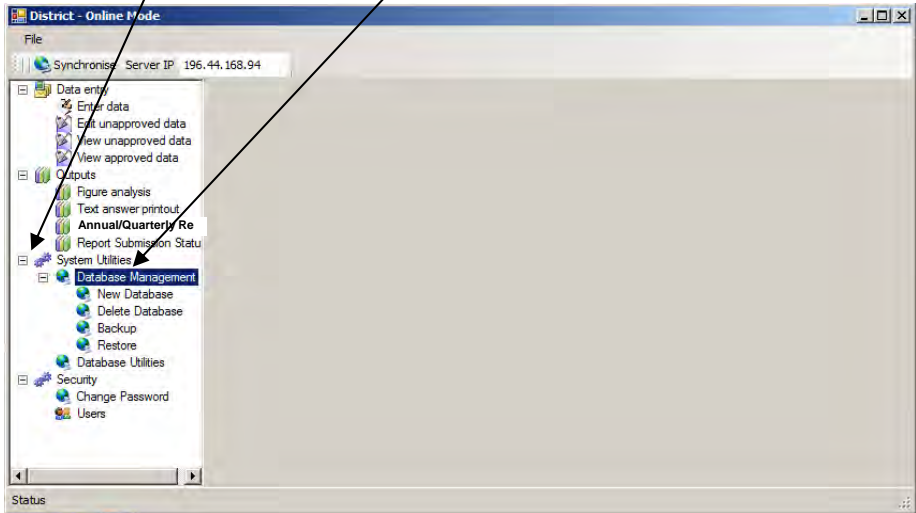 District - Online Mode
File
Synchronise Server IP 196.44.168.94
Data entry
Enter data
Edit unapproved data
View unapproved data
View approved data
Outputs
Figure analysis
Text answer printout
Annual/Quarterly Re
Report Submission Statu
System Utilities
Database Management
New Database
Delete Database
Backup
Restore
Database Utilities
Security
Change Password
Users
Status